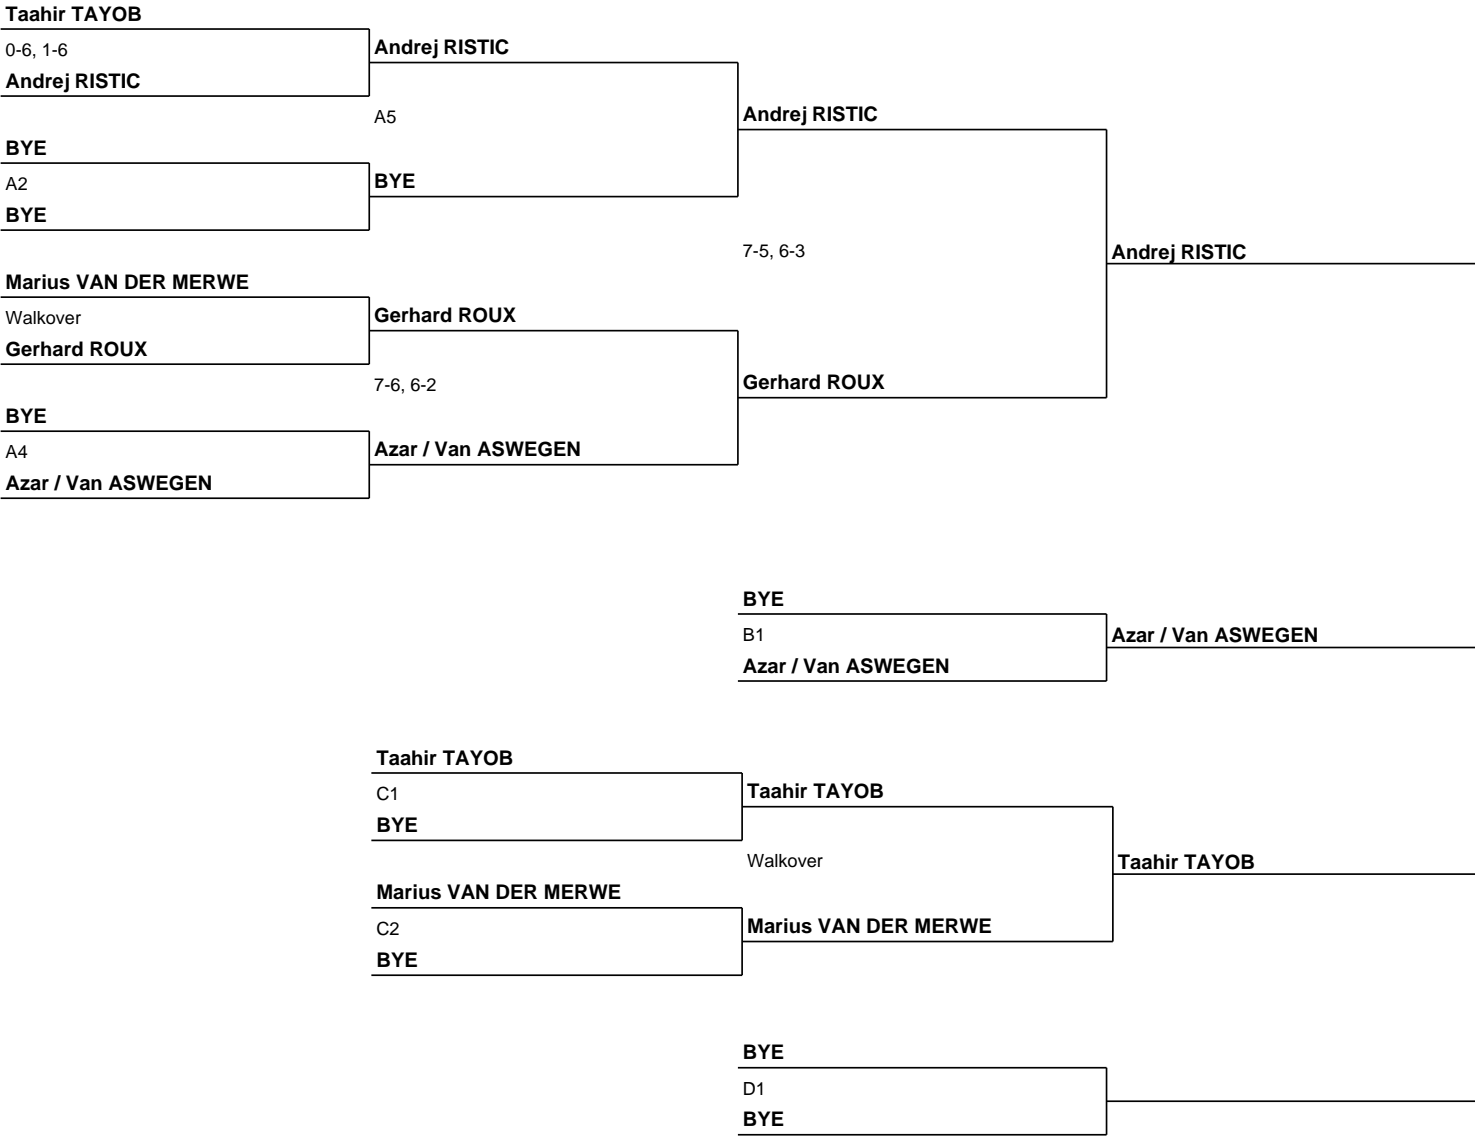 Taahir TAYOB
0-6, 1-6
Andrej RISTIC
Andrej RISTIC
A5
Andrej RISTIC
BYE
A2
BYE
BYE
7-5, 6-3
Andrej RISTIC
Marius VAN DER MERWE
Walkover
Gerhard ROUX
Gerhard ROUX
7-6, 6-2
Gerhard ROUX
BYE
A4
Azar / Van ASWEGEN
Azar / Van ASWEGEN
BYE
B1
Azar / Van ASWEGEN
Azar / Van ASWEGEN
Taahir TAYOB
C1
BYE
Taahir TAYOB
Walkover
Taahir TAYOB
Marius VAN DER MERWE
C2
BYE
Marius VAN DER MERWE
BYE
D1
BYE